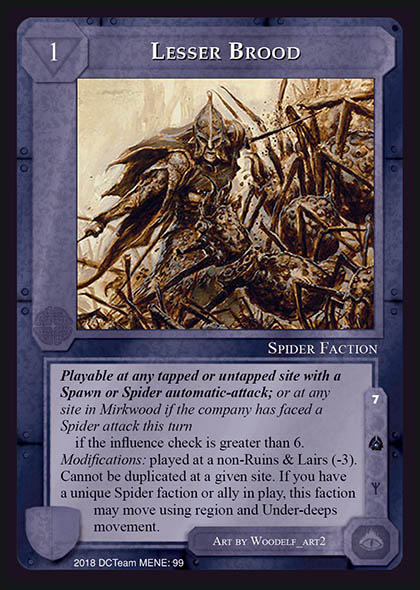 1
LESSER BROOD
SPIDER FACTION
Playable at any tapped or untapped site with a
Spawn or Spider automatic-attack; or at any
site in Mirkwood if the company has faced a
Spider attack this turn
if the influence check is greater than 6.
Modifications: played at a non-Ruins & Lairs (-3).
Cannot be duplicated at a given site. If you have
a unique Spider faction or ally in play, this faction
may move using region and Under-deeps
movement.
7
ART BY WOODELF_ART2
2018 DCTeam MENE: 99